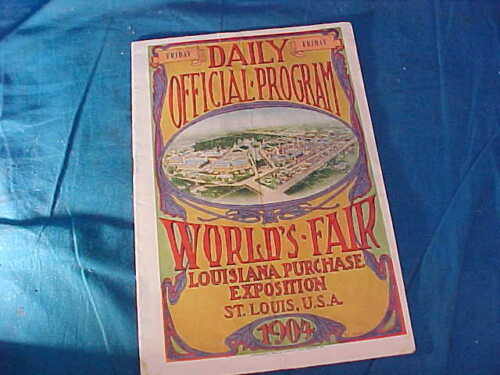 FRIDAY FRIDAY
DAILY
OFFICIAL·PROGRAM
WORLD'S·FAIR
LOUISIANA PURCHASE
EXPOSITION
ST. LOUIS, U.S.A.
1904